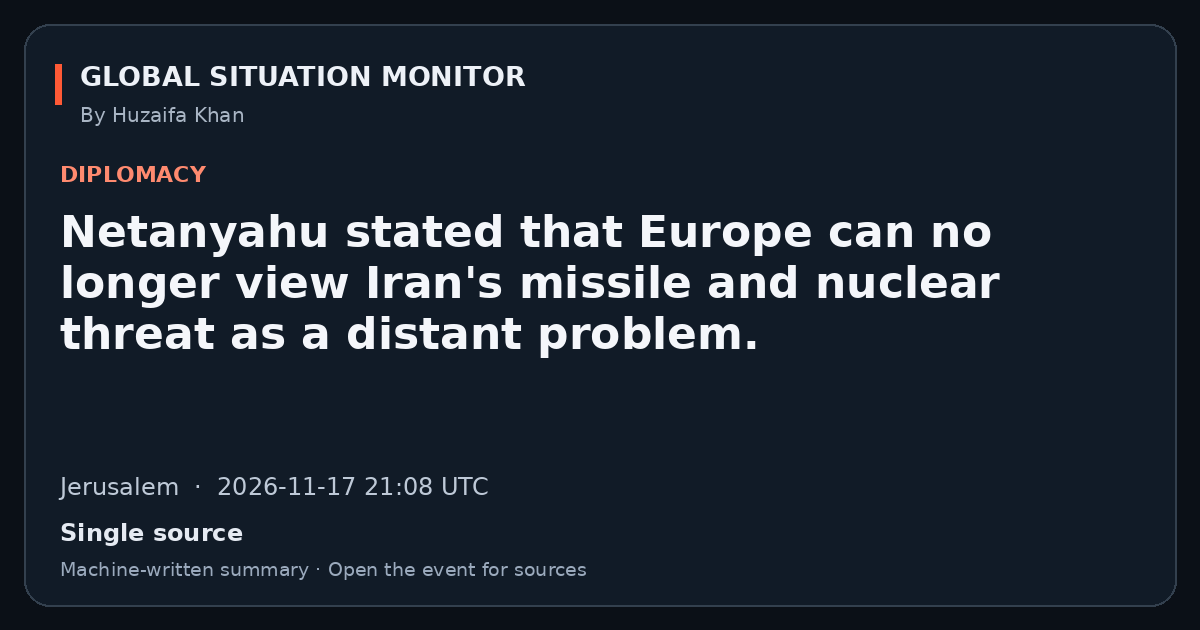 GLOBAL SITUATION MONITOR
By Huzaifa Khan
DIPLOMACY
Netanyahu stated that Europe can no
longer view Iran's missile and nuclear
threat as a distant problem.
Jerusalem · 2026-11-17 21:08 UTC
Single source
Machine-written summary · Open the event for sources